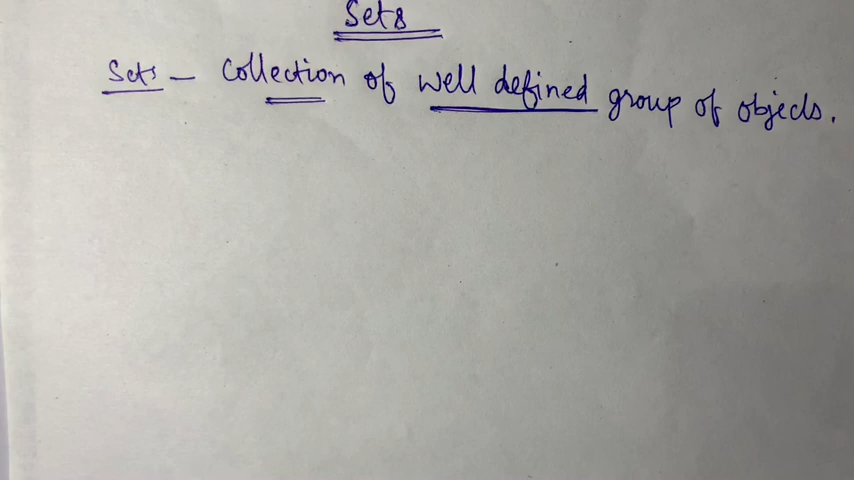 Sets
Sets – Collection of well defined group of objects.